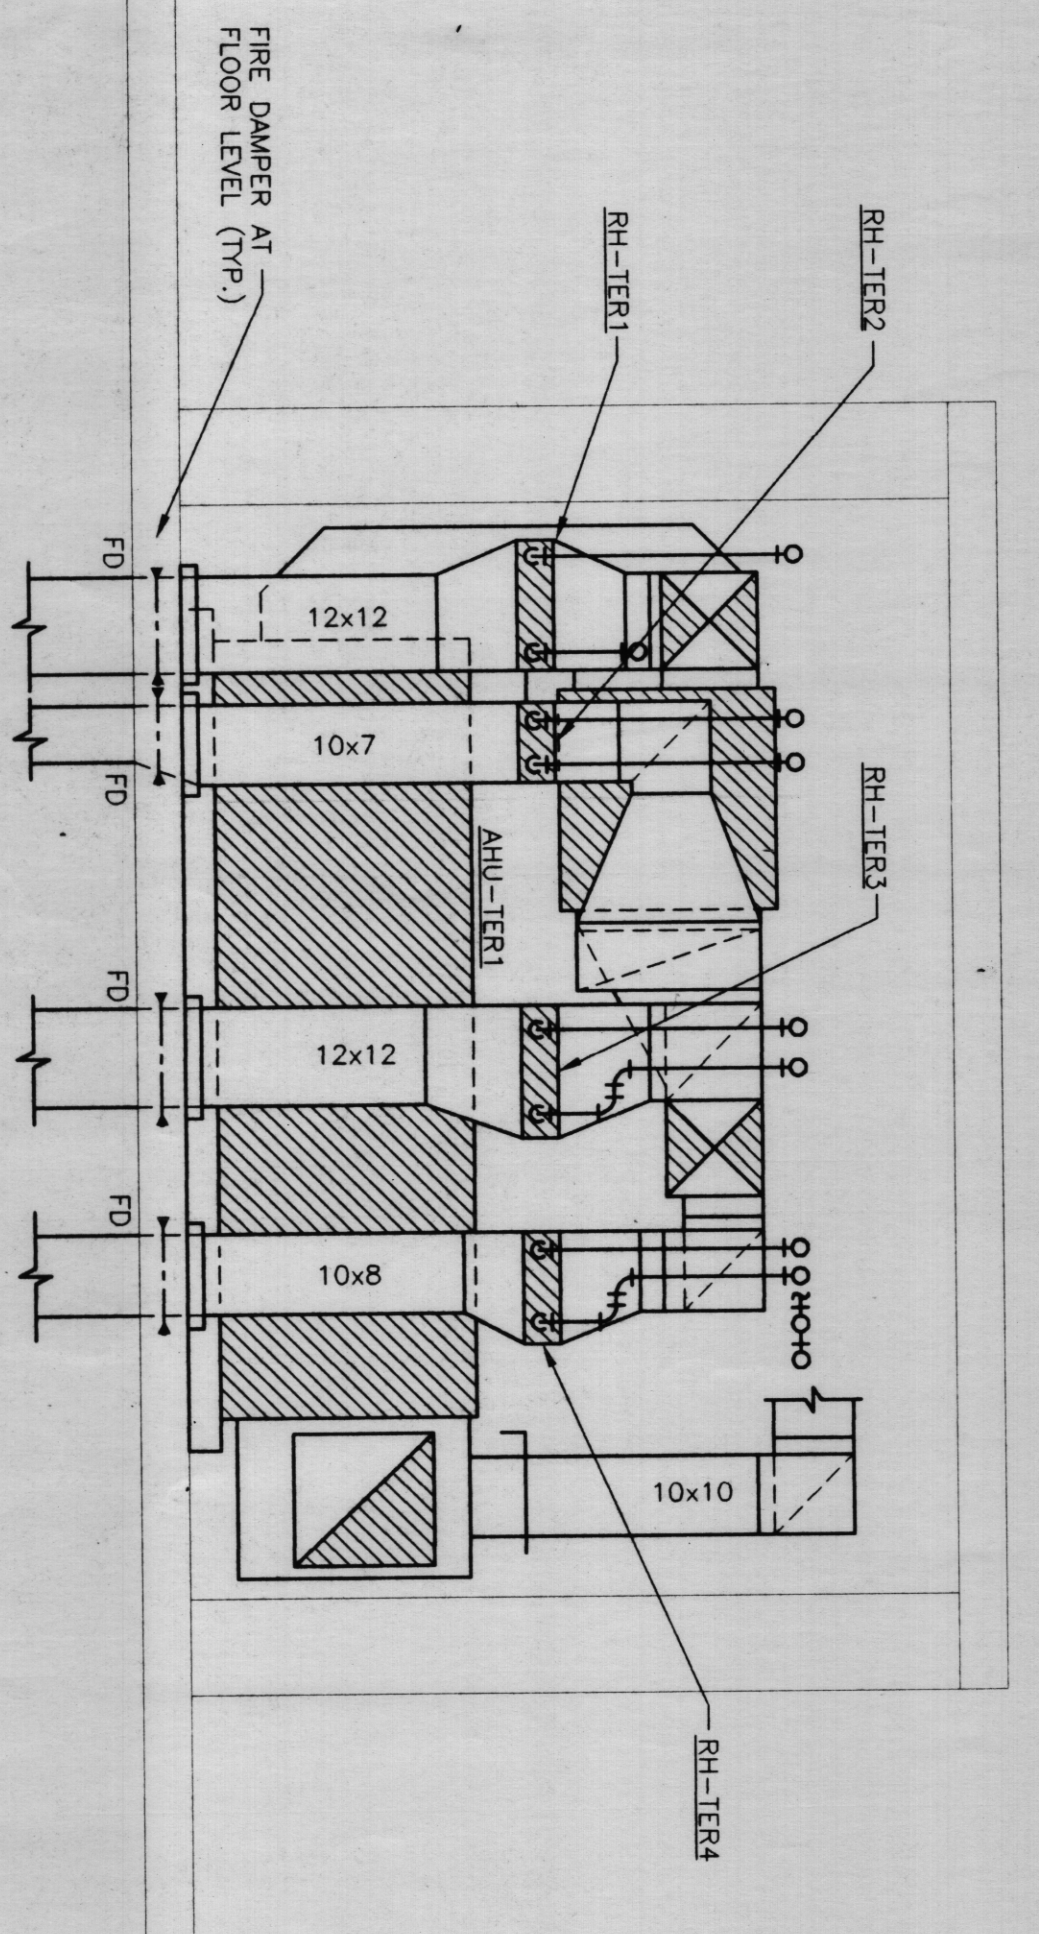 FIRE DAMPER AT
FLOOR LEVEL (TYP.)
RH-TER1
RH-TER2
RH-TER3
RH-TER4
AHU-TER1
12x12
10x7
12x12
10x8
10x10
FD
FD
FD
FD